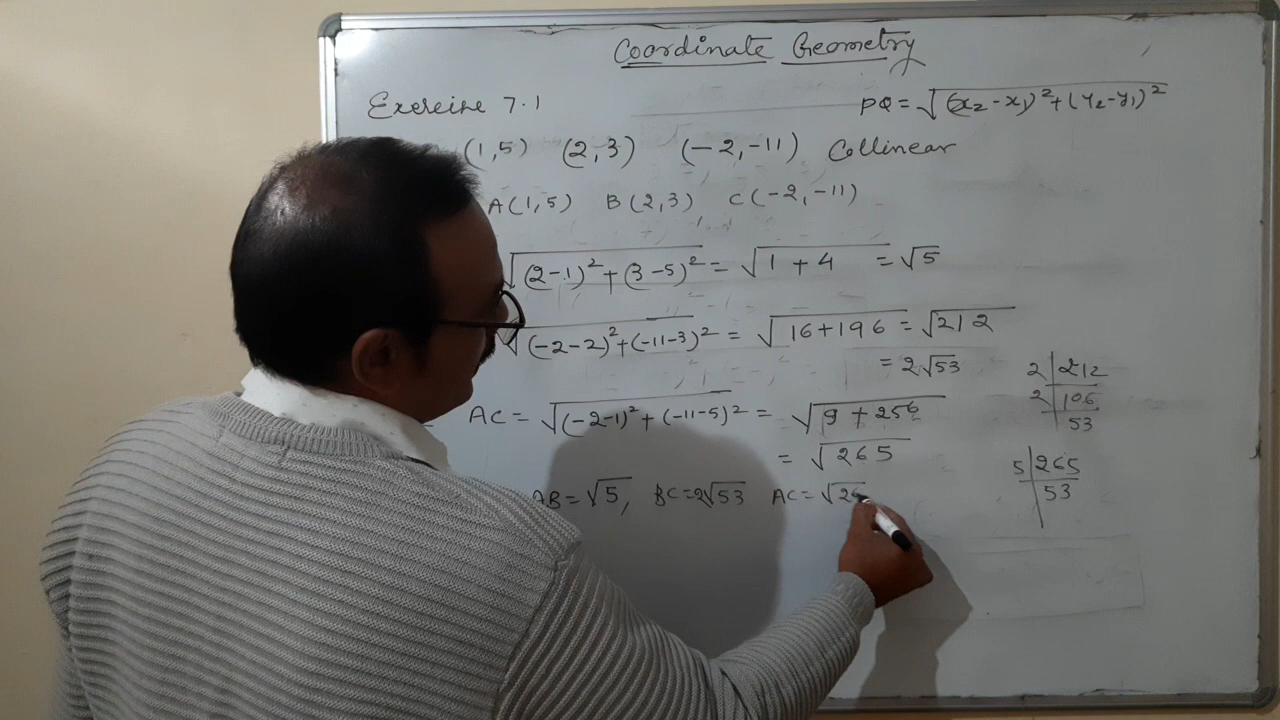 Coordinate Geometry
Exercise 7.1
PQ = √(x₂-x₁)²+(y₂-y₁)²
(1,5) (2,3) (-2,-11) Collinear
A(1,5) B(2,3) C(-2,-11)
√(2-1)²+(3-5)² = √1+4 = √5
√(-2-2)²+(-11-3)² = √16+196 = √212
= 2√53
2 | 212
2 | 106
53
AC = √(-2-1)²+(-11-5)² = √9+256
= √265
5 | 265
53
AB=√5, BC=2√53 AC=√26